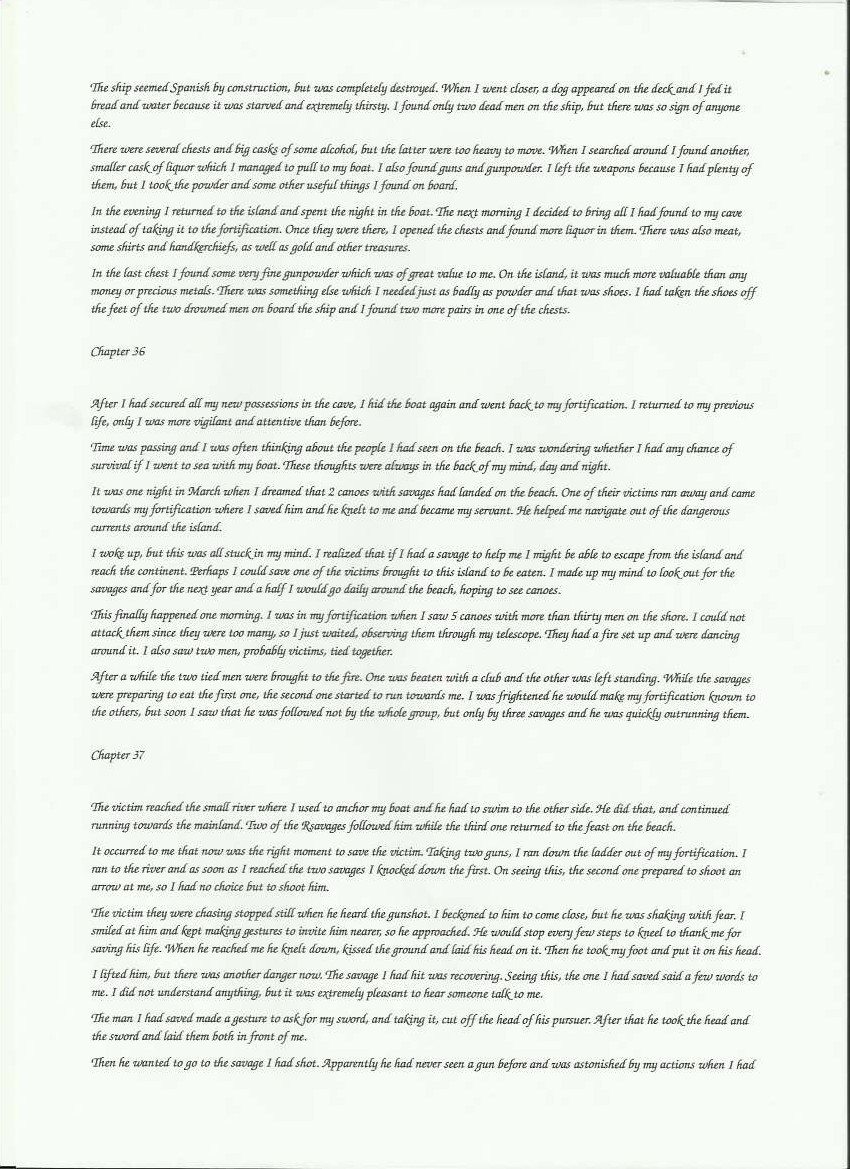 The ship seemed Spanish by construction, but was completely destroyed. When I went closer, a dog appeared on the deck and I fed it
bread and water because it was starved and extremely thirsty. I found only two dead men on the ship, but there was so sign of anyone
else.
There were several chests and big casks of some alcohol, but the latter were too heavy to move. When I searched around I found another,
smaller cask of liquor which I managed to pull to my boat. I also found guns and gunpowder. I left the weapons because I had plenty of
them, but I took the powder and some other useful things I found on board.
In the evening I returned to the island and spent the night in the boat. The next morning I decided to bring all I had found to my cave
instead of taking it to the fortification. Once they were there, I opened the chests and found more liquor in them. There was also meat,
some shirts and handkerchiefs, as well as gold and other treasures.
In the last chest I found some very fine gunpowder which was of great value to me. On the island, it was much more valuable than any
money or precious metals. There was something else which I needed just as badly as powder and that was shoes. I had taken the shoes off
the feet of the two drowned men on board the ship and I found two more pairs in one of the chests.
Chapter 36
After I had secured all my new possessions in the cave, I hid the boat again and went back to my fortification. I returned to my previous
life, only I was more vigilant and attentive than before.
Time was passing and I was often thinking about the people I had seen on the beach. I was wondering whether I had any chance of
survival if I went to sea with my boat. These thoughts were always in the back of my mind, day and night.
It was one night in March when I dreamed that 2 canoes with savages had landed on the beach. One of their victims ran away and came
towards my fortification where I saved him and he knelt to me and became my servant. He helped me navigate out of the dangerous
currents around the island.
I woke up, but this was all stuck in my mind. I realized that if I had a savage to help me I might be able to escape from the island and
reach the continent. Perhaps I could save one of the victims brought to this island to be eaten. I made up my mind to look out for the
savages and for the next year and a half I would go daily around the beach, hoping to see canoes.
This finally happened one morning. I was in my fortification when I saw 5 canoes with more than thirty men on the shore. I could not
attack them since they were too many, so I just waited, observing them through my telescope. They had a fire set up and were dancing
around it. I also saw two men, probably victims, tied together.
After a while the two tied men were brought to the fire. One was beaten with a club and the other was left standing. While the savages
were preparing to eat the first one, the second one started to run towards me. I was frightened he would make my fortification known to
the others, but soon I saw that he was followed not by the whole group, but only by three savages and he was quickly outrunning them.
Chapter 37
The victim reached the small river where I used to anchor my boat and he had to swim to the other side. He did that, and continued
running towards the mainland. Two of the Rsavages followed him while the third one returned to the feast on the beach.
It occurred to me that now was the right moment to save the victim. Taking two guns, I ran down the ladder out of my fortification. I
ran to the river and as soon as I reached the two savages I knocked down the first. On seeing this, the second one prepared to shoot an
arrow at me, so I had no choice but to shoot him.
The victim they were chasing stopped still when he heard the gunshot. I beckoned to him to come close, but he was shaking with fear. I
smiled at him and kept making gestures to invite him nearer, so he approached. He would stop every few steps to kneel to thank me for
saving his life. When he reached me he knelt down, kissed the ground and laid his head on it. Then he took my foot and put it on his head.
I lifted him, but there was another danger now. The savage I had hit was recovering. Seeing this, the one I had saved said a few words to
me. I did not understand anything, but it was extremely pleasant to hear someone talk to me.
The man I had saved made a gesture to ask for my sword, and taking it, cut off the head of his pursuer. After that he took the head and
the sword and laid them both in front of me.
Then he wanted to go to the savage I had shot. Apparently he had never seen a gun before and was astonished by my actions when I had